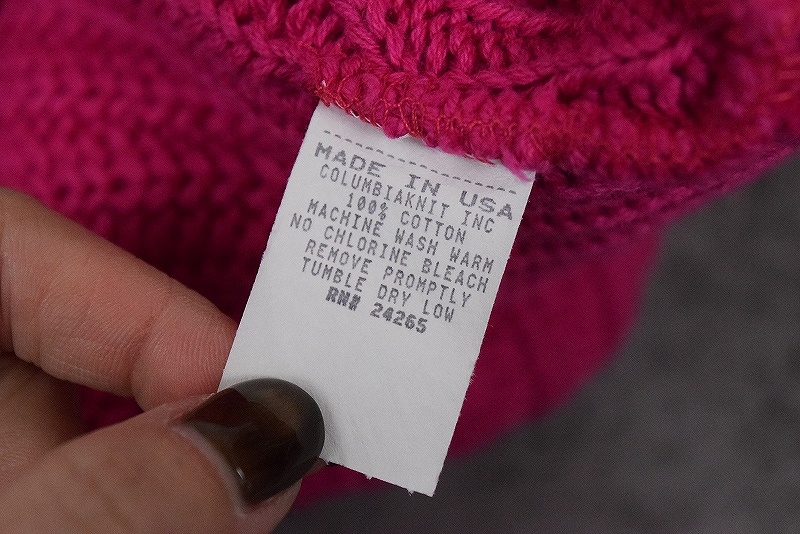 MADE IN USA
COLUMBIAKNIT INC
100% COTTON
MACHINE WASH WARM
NO CHLORINE BLEACH
REMOVE PROMPTLY
TUMBLE DRY LOW
RN# 24265